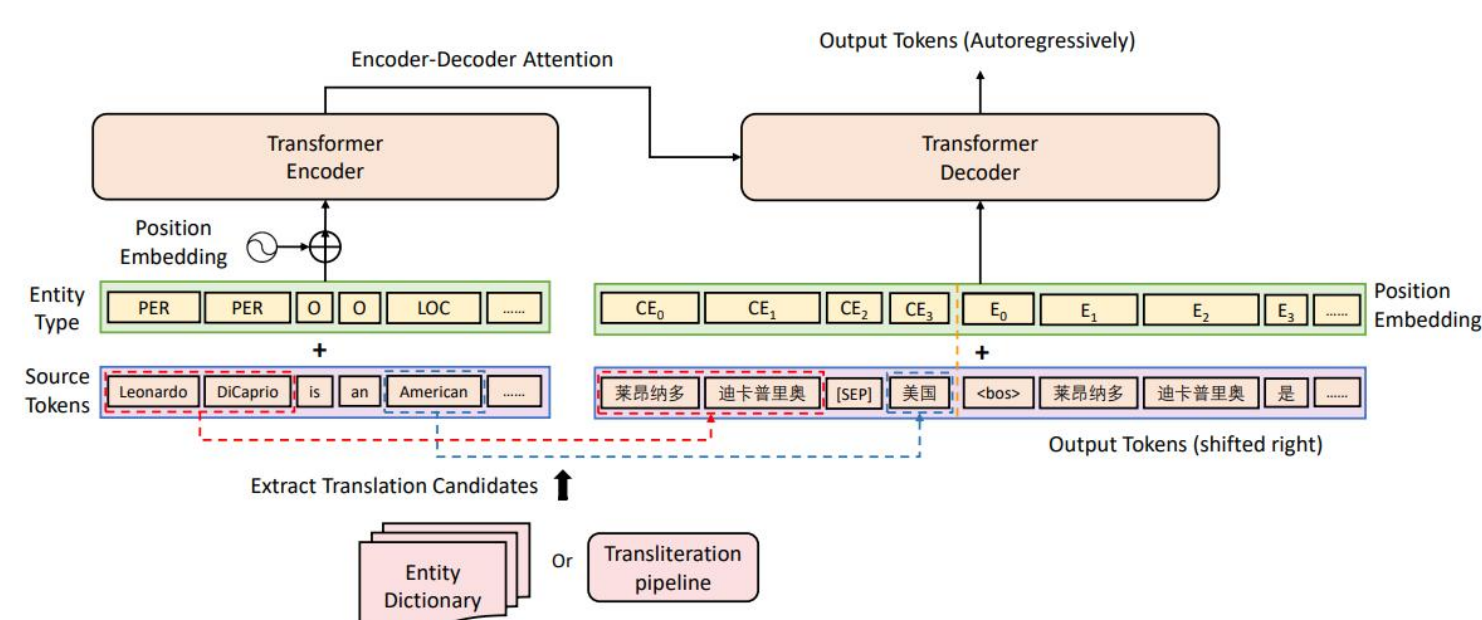 Output Tokens (Autoregressively)
Encoder-Decoder Attention
Transformer
Encoder
Transformer
Decoder
Position
Embedding
Entity
Type
PER PER O O LOC ......
CE0 CE1 CE2 CE3 E0 E1 E2 E3 ......
Position
Embedding
+
+
Source
Tokens
Leonardo DiCaprio is an American ......
莱昂纳多 迪卡普里奥 [SEP] 美国 <bos> 莱昂纳多 迪卡普里奥 是 ......
Output Tokens (shifted right)
Extract Translation Candidates
Entity
Dictionary
Or
Transliteration
pipeline